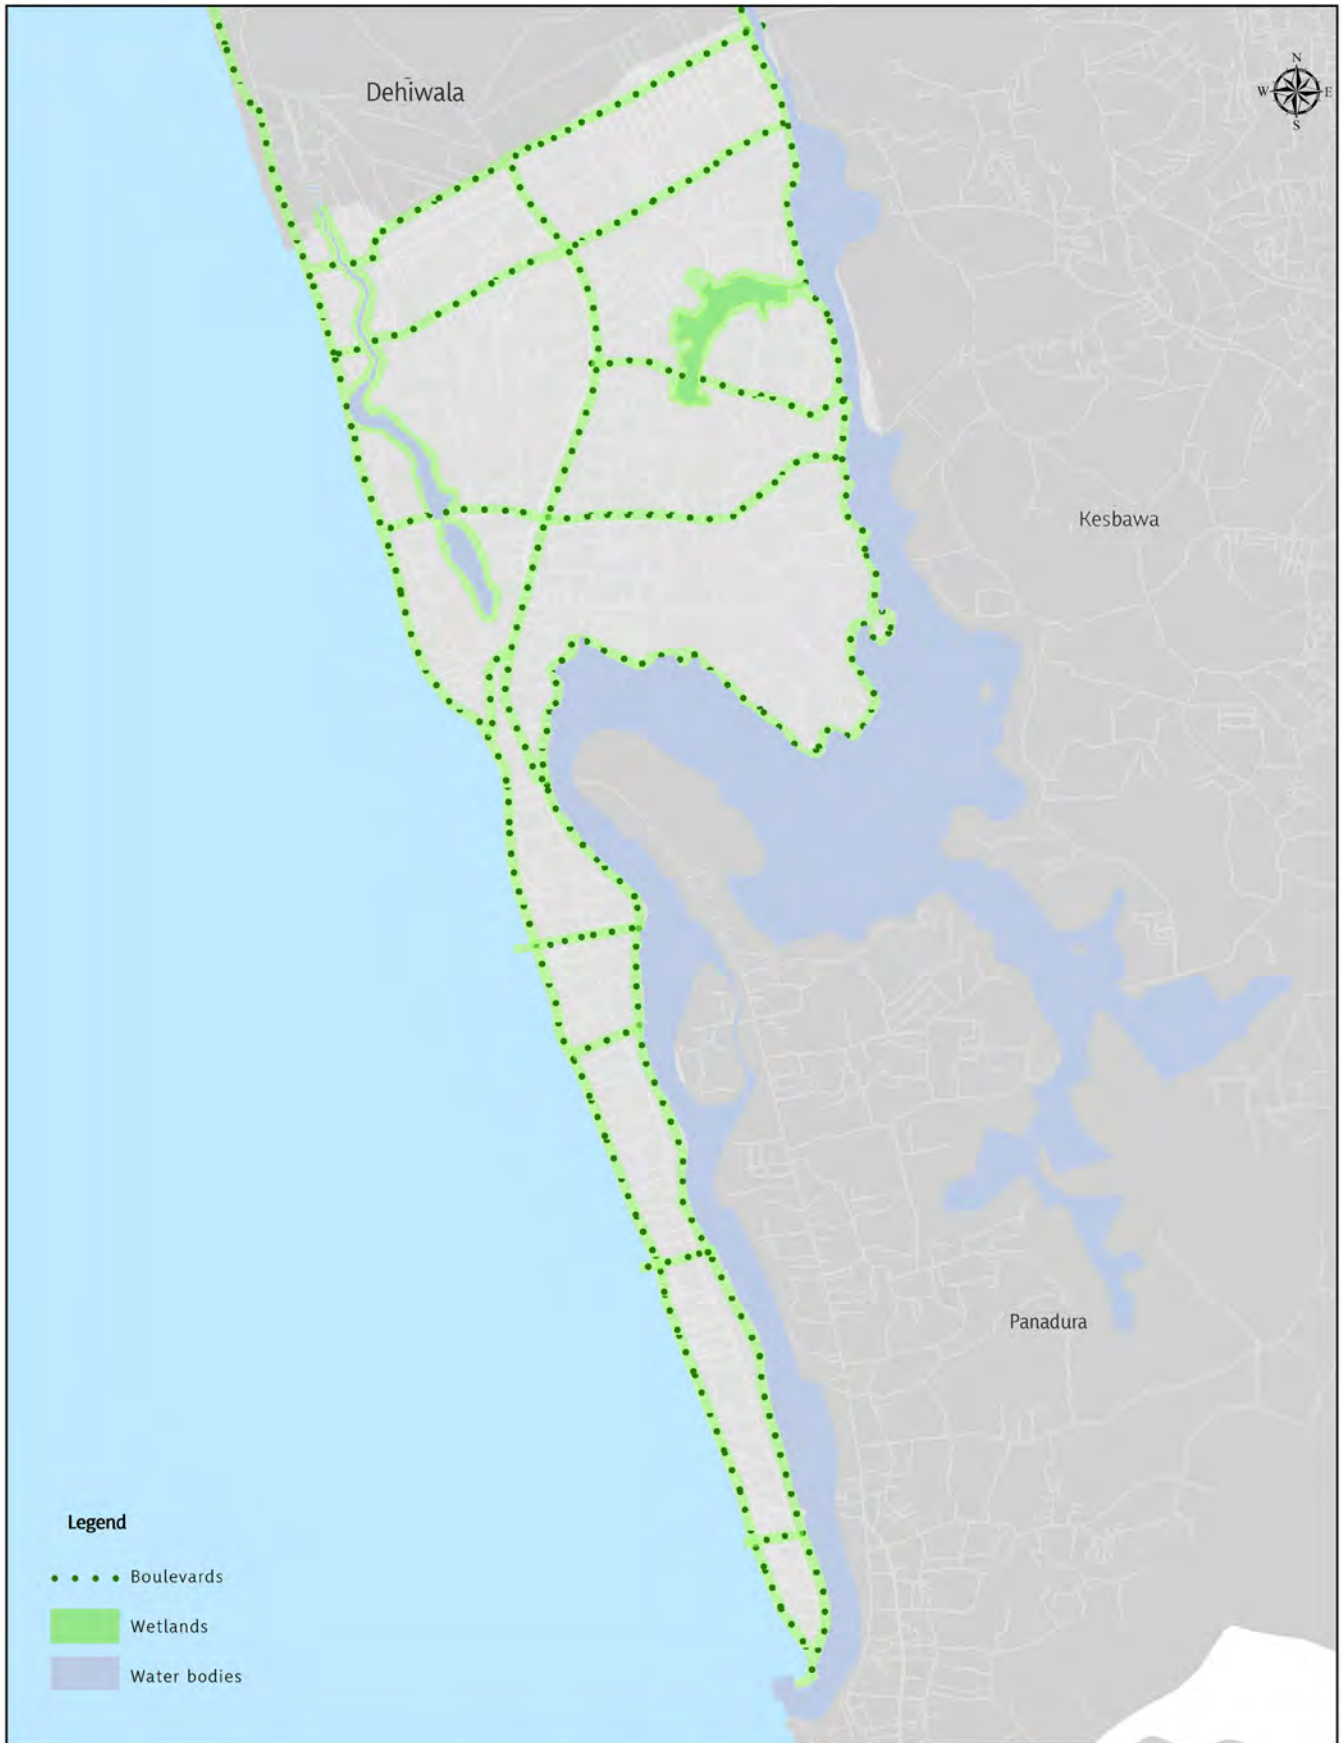 Dehiwala
N
W
E
S
Kesbawa
Panadura
Legend
Boulevards
Wetlands
Water bodies